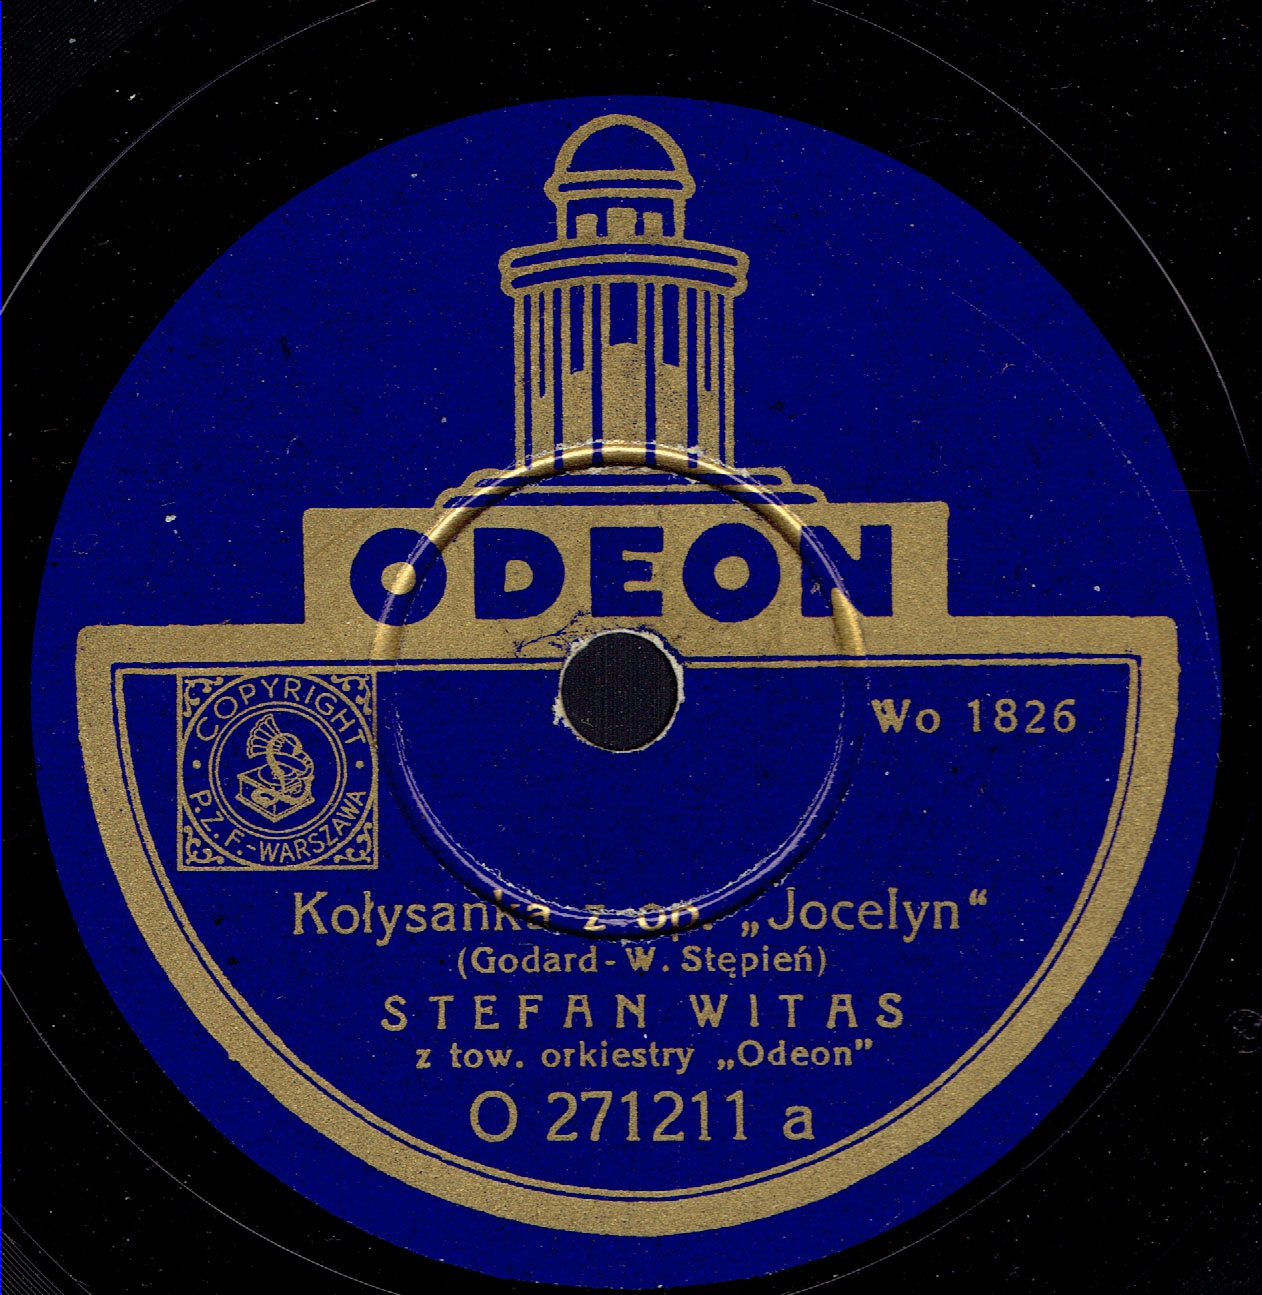 ODEON
COPYRIGHT
P.Z.F.-WARSZAWA
Wo 1826
Kołysanka z op. „Jocelyn“
(Godard-W. Stępień)
STEFAN WITAS
z tow. orkiestry „Odeon”
O 271211 a